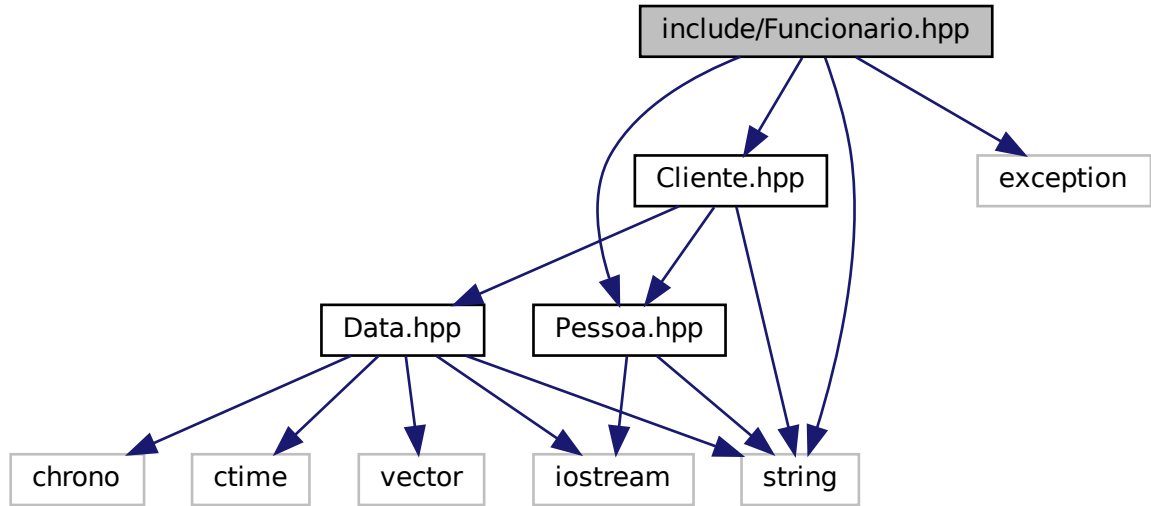 include/Funcionario.hpp
Cliente.hpp
exception
Data.hpp
Pessoa.hpp
chrono
ctime
vector
iostream
string